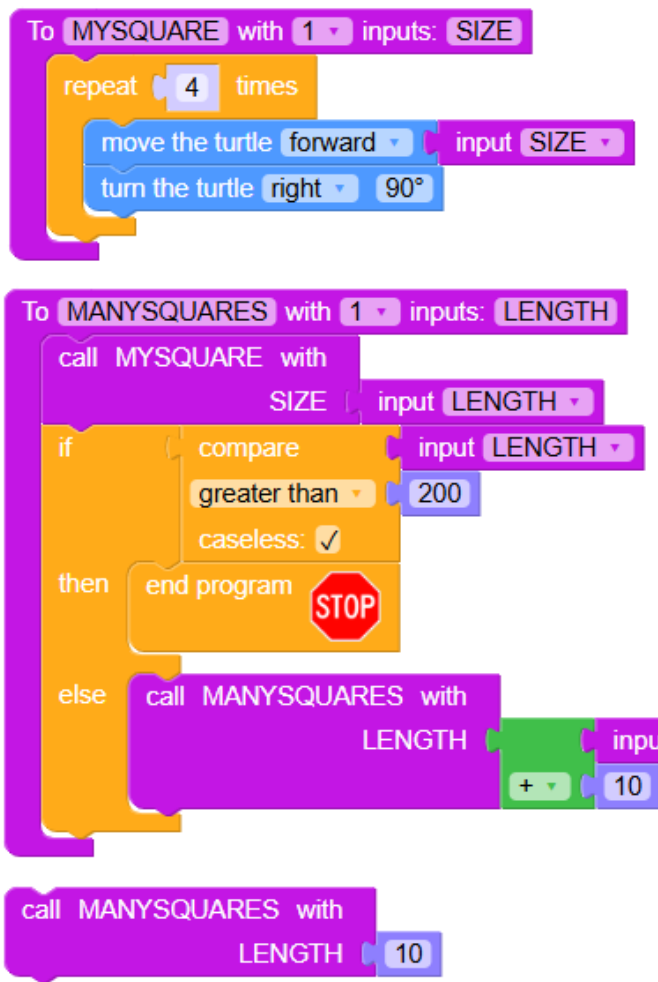 To MYSQUARE with 1 inputs: SIZE
repeat 4 times
move the turtle forward input SIZE
turn the turtle right 90°
To MANYSQUARES with 1 inputs: LENGTH
call MYSQUARE with
SIZE input LENGTH
if compare input LENGTH
greater than 200
caseless: ✓
then end program STOP
else call MANYSQUARES with
LENGTH
+ 10
call MANYSQUARES with
LENGTH 10